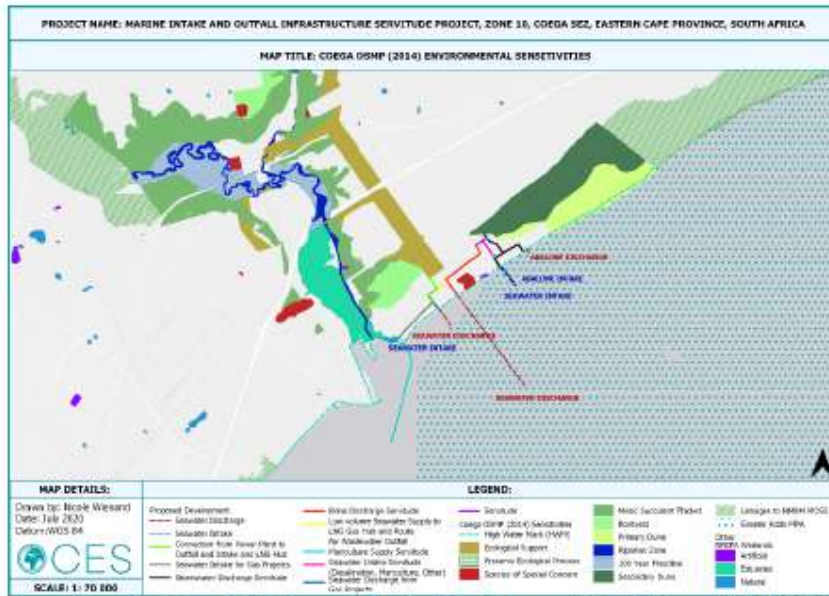 PROJECT NAME: MARINE INTAKE AND OUTFALL INFRASTRUCTURE SERVITUDE PROJECT, ZONE 10, COEGA SEZ, EASTERN CAPE PROVINCE, SOUTH AFRICA
MAP TITLE: COEGA OSMP (2014) ENVIRONMENTAL SENSITIVITIES
ABALONE DISCHARGE
ABALONE INTAKE
SEAWATER INTAKE
SEAWATER DISCHARGE
SEAWATER INTAKE
SEAWATER DISCHARGE
MAP DETAILS:
Drawn by: Nicole Wienand
Date: July 2020
Datum: WGS 84
CES
SCALE: 1: 70 000
LEGEND:
Proposed Development
Seawater Discharge
Seawater Intake
Connection from Power Plant to
Outfall and Intake and LNG Hub
Seawater Intake for Gas Projects
Stormwater Discharge Servitude
Brine Discharge Servitude
Low volume Seawater Supply to
LNG Gas Hub and Route
for Wastewater Outfall
Mariculture Supply Servitude
Seawater Intake Servitude
(Desalination, Mariculture, Other)
Seawater Discharge from
Gas Projects
Servitude
Coega OSMP (2014) Sensitivities
High Water Mark (HWM)
Ecological Support
Preserve Ecological Process
Species of Special Concern
Mesic Succulent Thicket
Bontveld
Primary Dune
Riparian Zone
100 Year Floodline
Secondary Dune
Linkages to NMBM MOSS
Greater Addo MPA
Other
Wetlands
Artificial
Estuaries
Natural